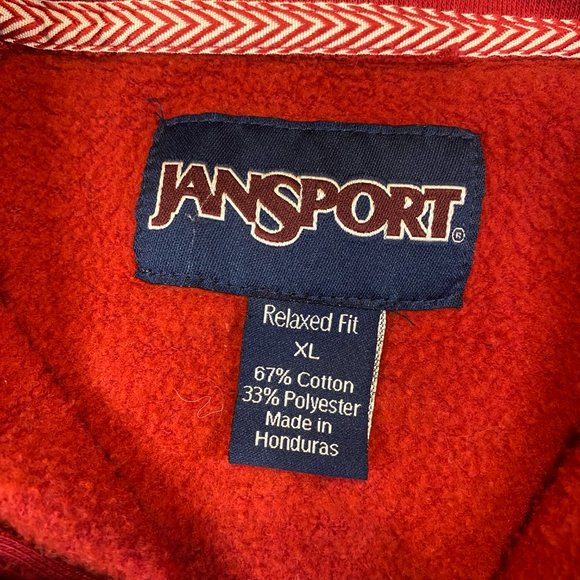 JANSPORT®
Relaxed Fit
XL
67% Cotton
33% Polyester
Made in
Honduras